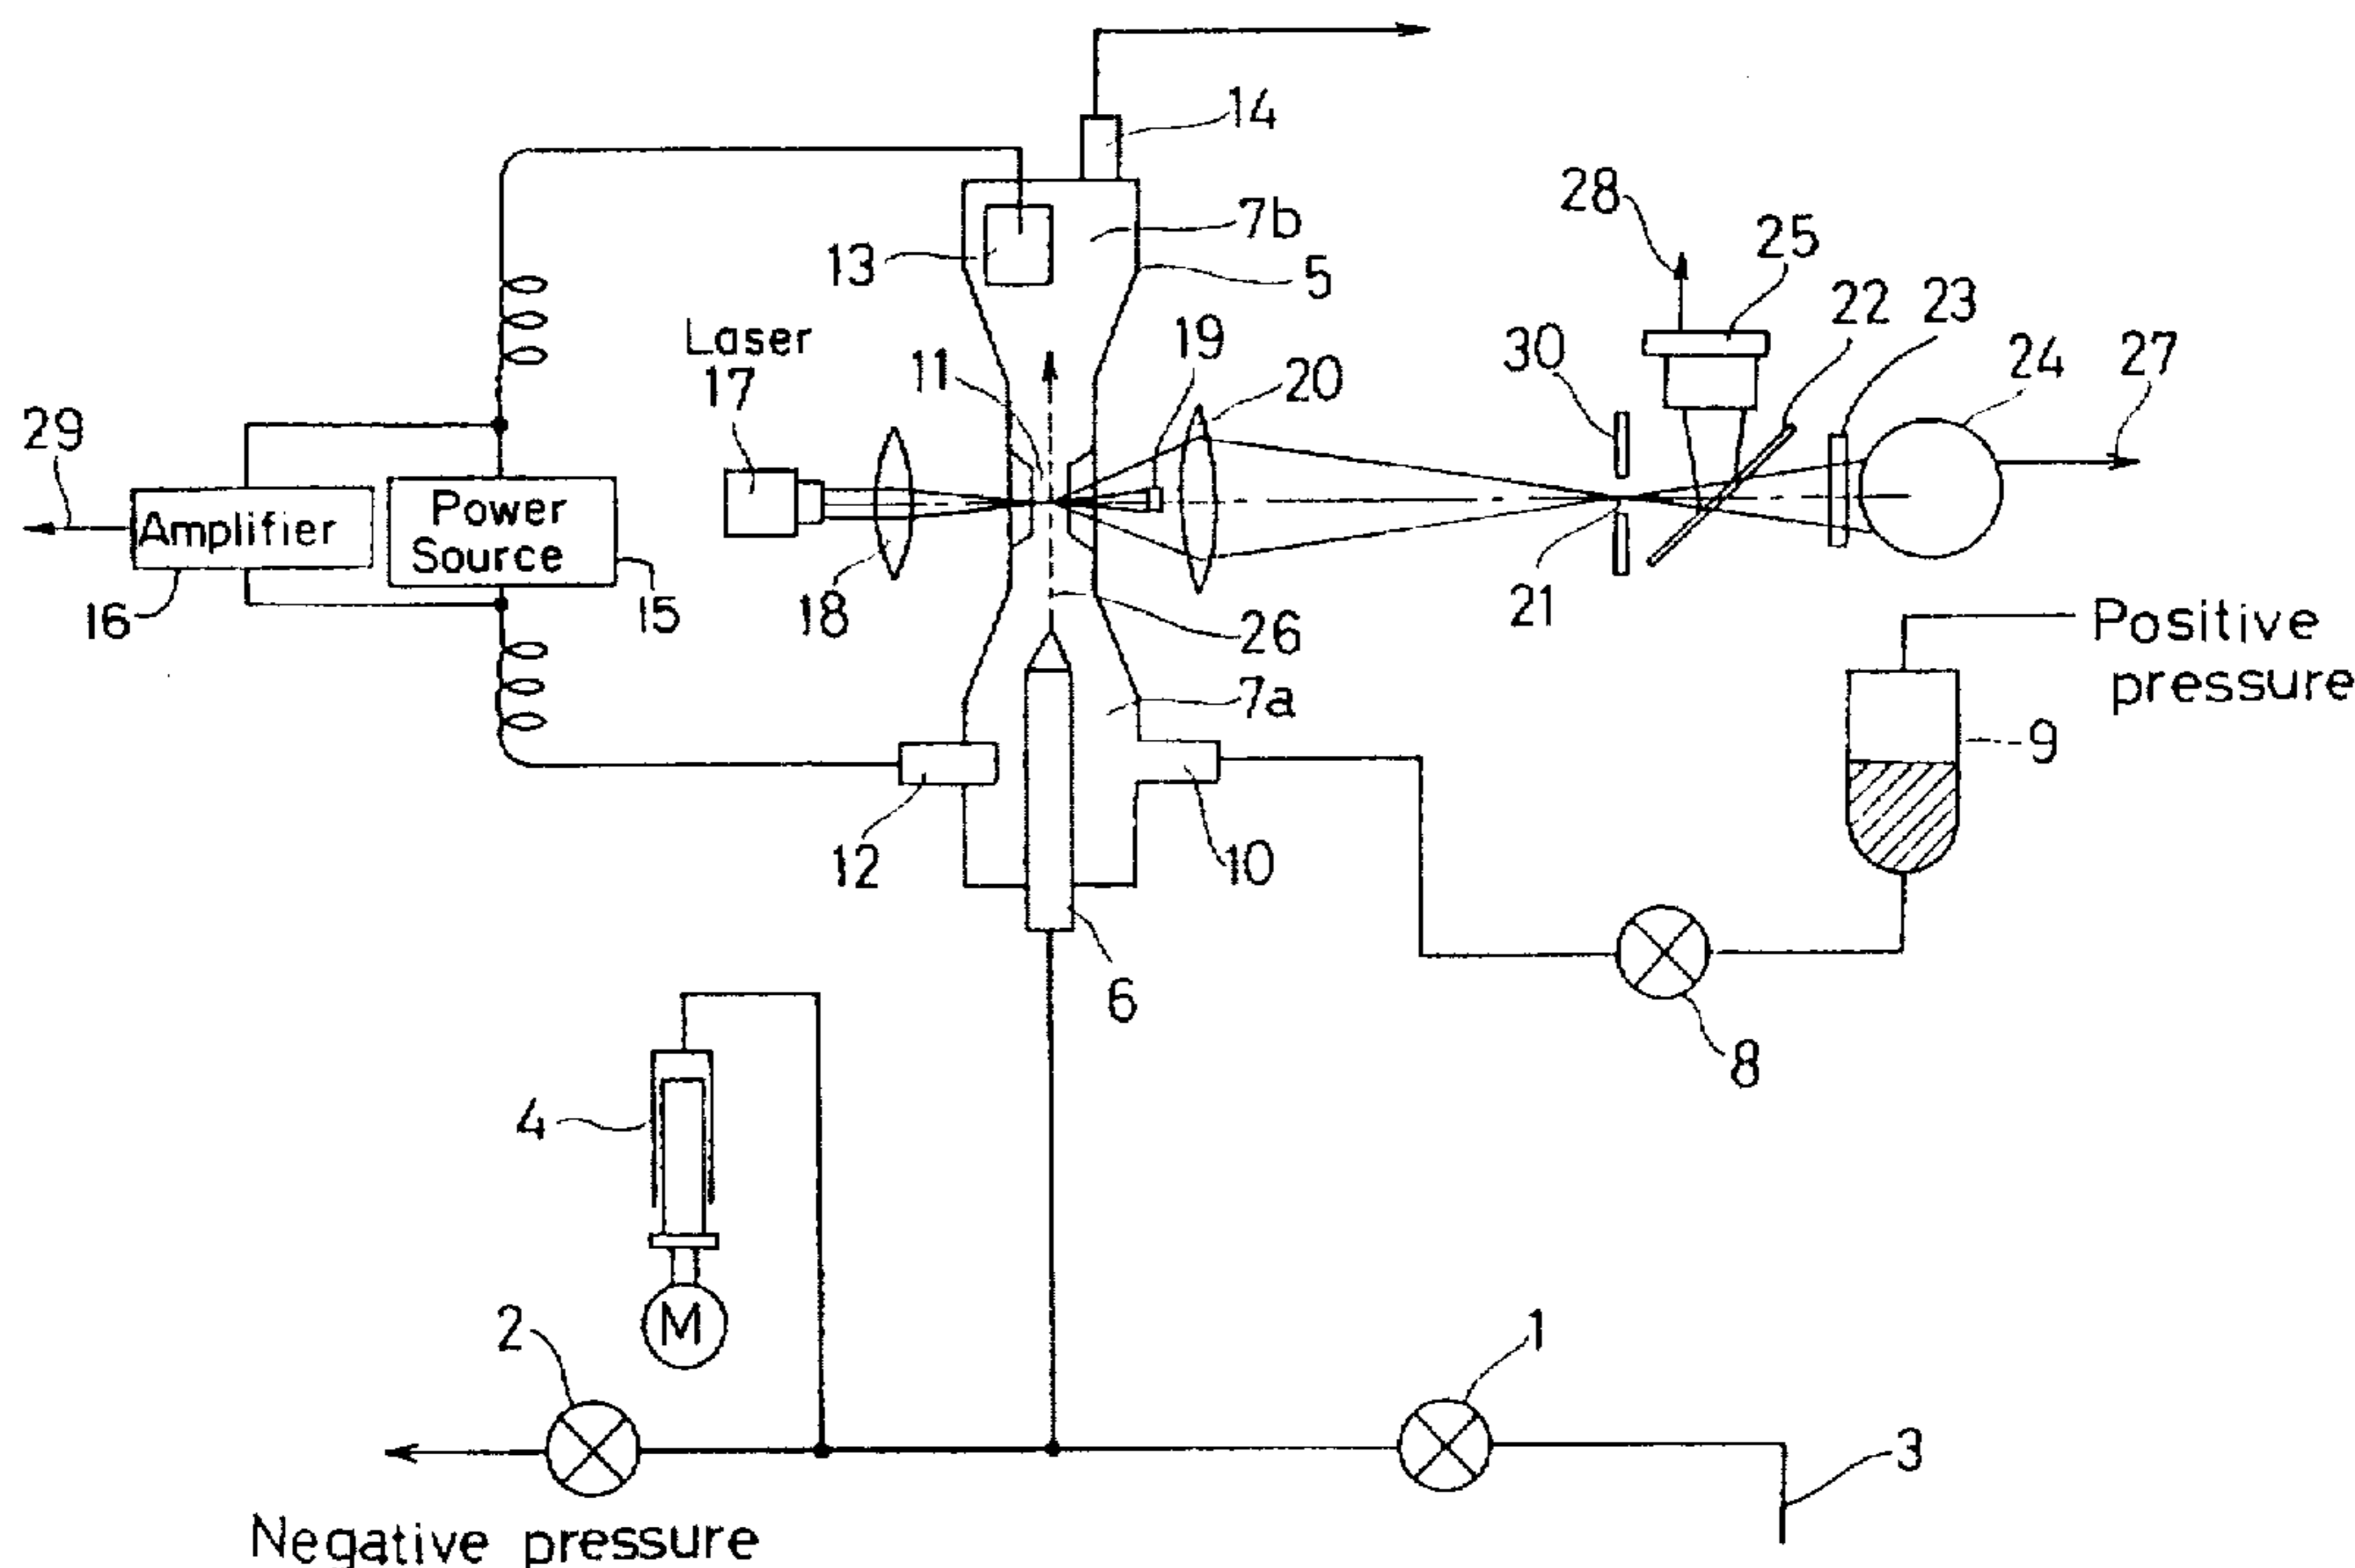 14
28
25
7b
13
5
22
23
Laser
17
11
19
20
30
24
27
29
Amplifier
Power
Source
16
15
18
26
21
Positive
pressure
7a
9
12
10
6
8
4
M
2
1
3
Negative pressure